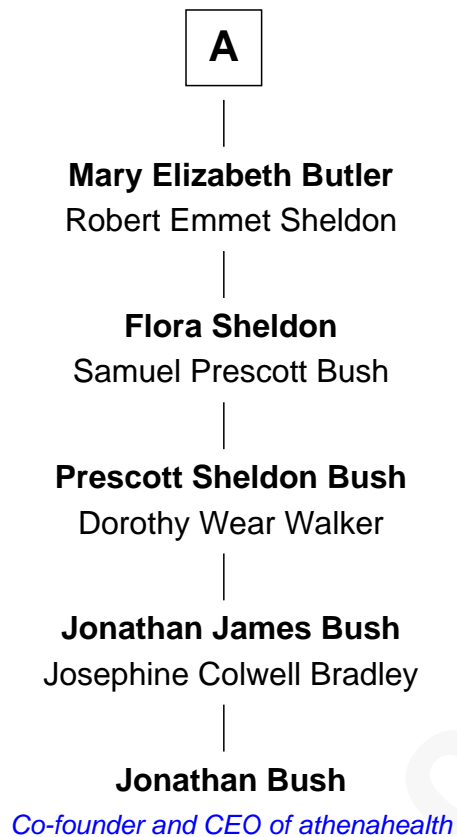 A
Mary Elizabeth Butler
Robert Emmet Sheldon
Flora Sheldon
Samuel Prescott Bush
Prescott Sheldon Bush
Dorothy Wear Walker
Jonathan James Bush
Josephine Colwell Bradley
Jonathan Bush
Co-founder and CEO of athenahealth